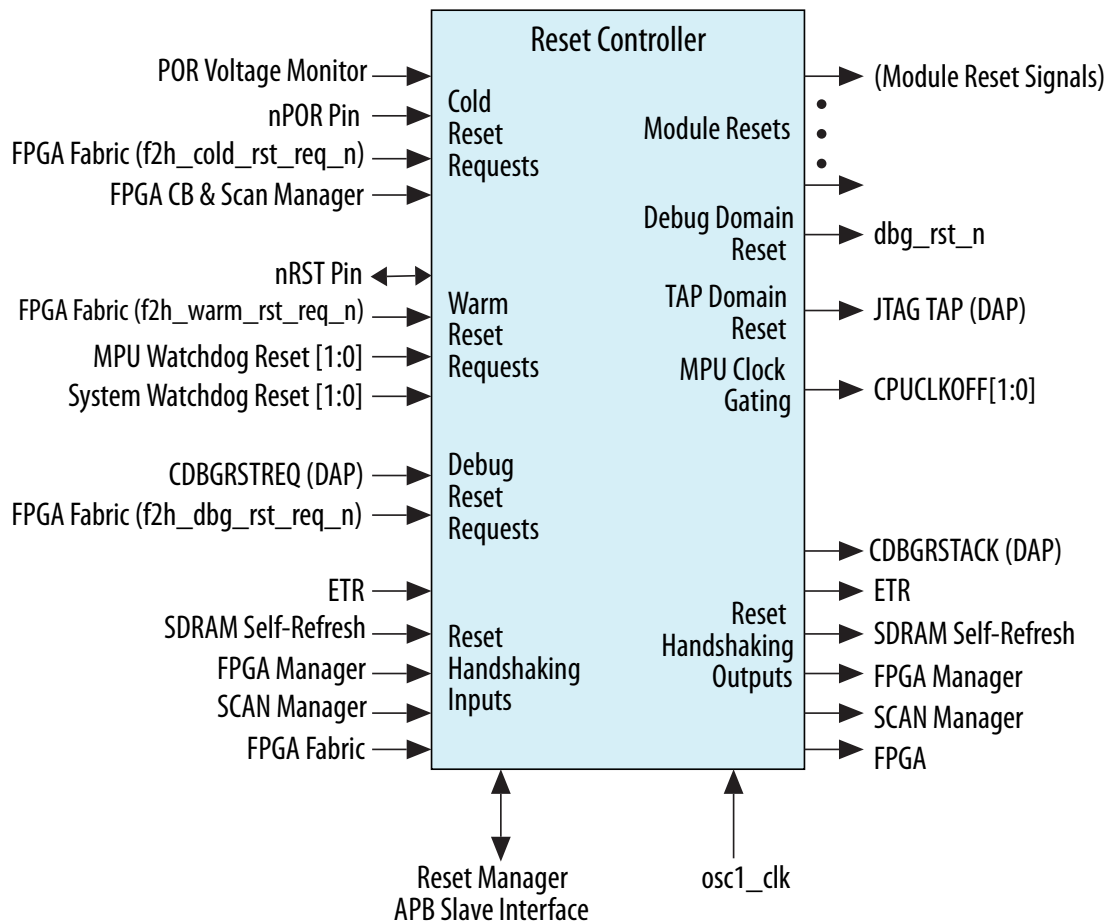 Reset Controller
POR Voltage Monitor
nPOR Pin
FPGA Fabric (f2h_cold_rst_req_n)
FPGA CB & Scan Manager
Cold
Reset
Requests
nRST Pin
FPGA Fabric (f2h_warm_rst_req_n)
MPU Watchdog Reset [1:0]
System Watchdog Reset [1:0]
Warm
Reset
Requests
CDBGRSTREQ (DAP)
FPGA Fabric (f2h_dbg_rst_req_n)
Debug
Reset
Requests
ETR
SDRAM Self-Refresh
FPGA Manager
SCAN Manager
FPGA Fabric
Reset
Handshaking
Inputs
Module Resets
(Module Reset Signals)
Debug Domain
Reset
dbg_rst_n
TAP Domain
Reset
JTAG TAP (DAP)
MPU Clock
Gating
CPUCLKOFF[1:0]
Reset
Handshaking
Outputs
CDBGRSTACK (DAP)
ETR
SDRAM Self-Refresh
FPGA Manager
SCAN Manager
FPGA
Reset Manager
APB Slave Interface
osc1_clk